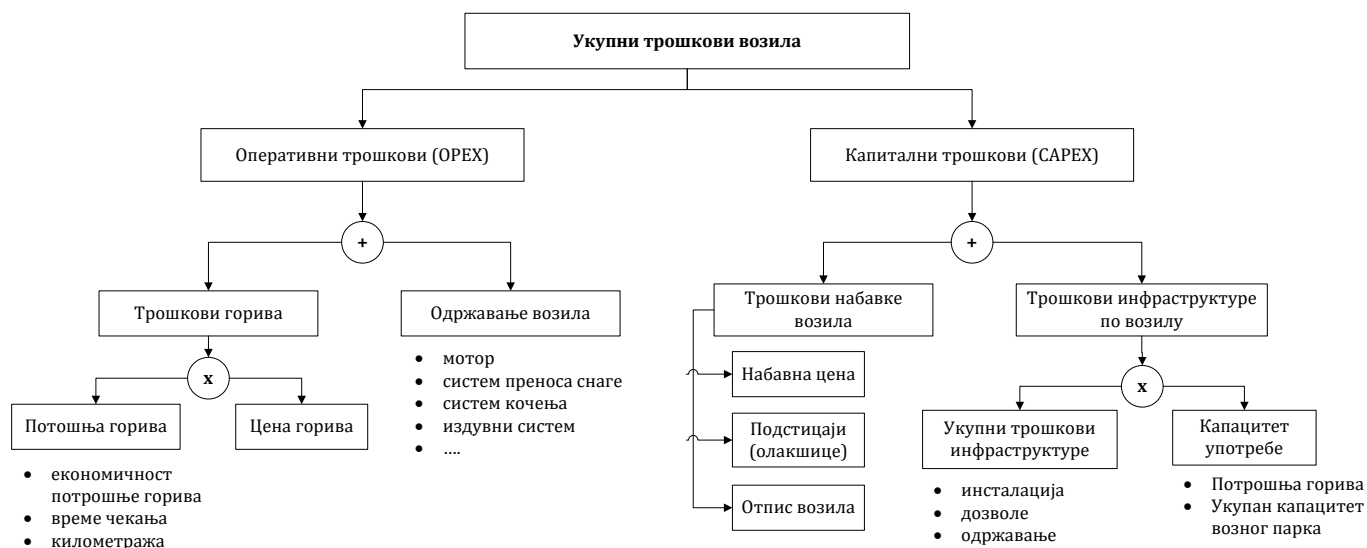 Укупни трошкови возила
Оперативни трошкови (OPEX)
Капитални трошкови (CAPEX)
+
+
Трошкови горива
Одржавање возила
Трошкови набавке
возила
Трошкови инфраструктуре
по возилу
x
Потошња горива
Цена горива
• економичност
потрошње горива
• време чекања
• километража
• мотор
• систем преноса снаге
• систем кочења
• издувни систем
• ....
Набавна цена
Подстицаји
(олакшице)
Отпис возила
x
Укупни трошкови
инфраструктуре
Капацитет
употребе
• инсталација
• дозволе
• одржавање
• Потрошња горива
• Укупан капацитет
возног парка